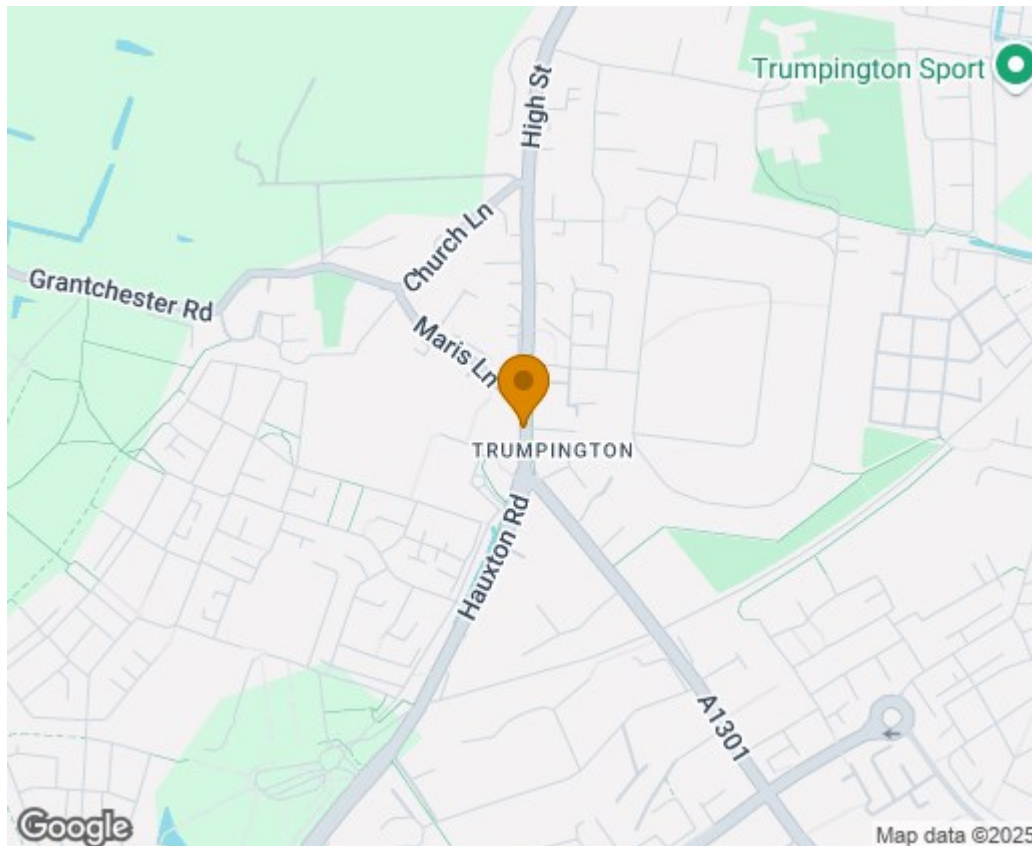 Trumpington Sport
High St
Church Ln
Grantchester Rd
Maris Ln
TRUMPINGTON
Hauxton Rd
A1301
Google
Map data ©2025